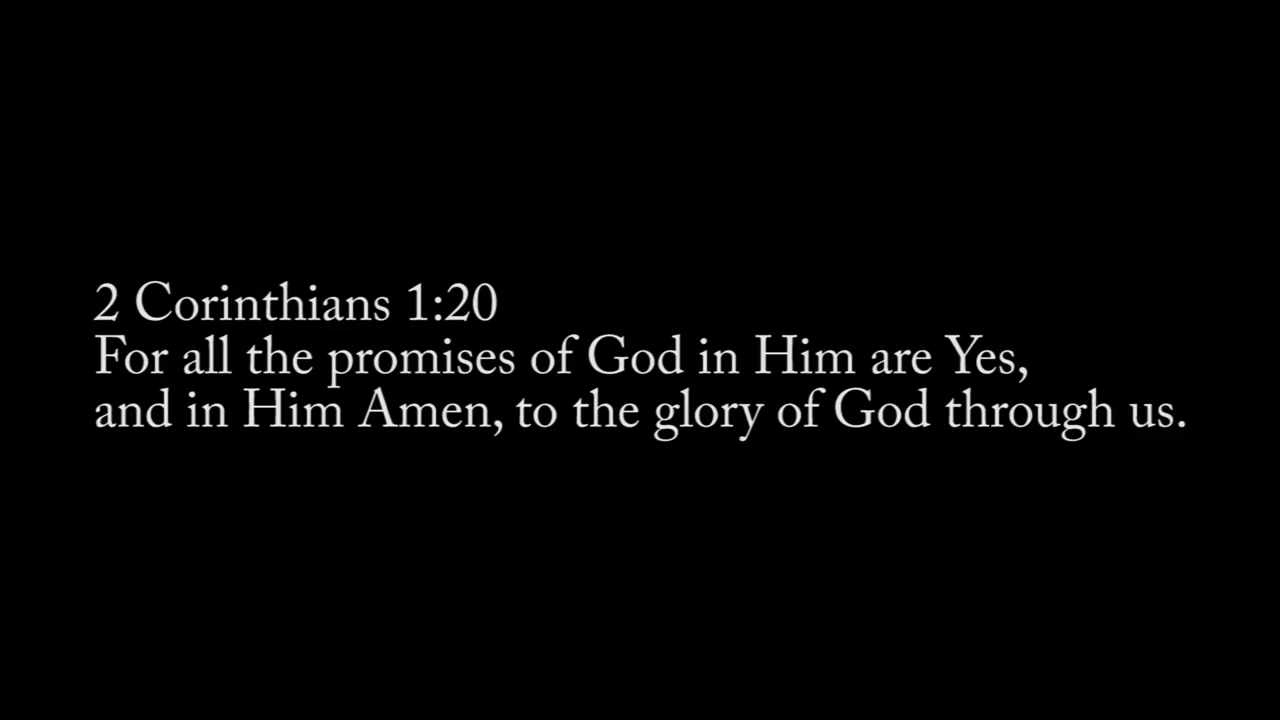 2 Corinthians 1:20
For all the promises of God in Him are Yes,
and in Him Amen, to the glory of God through us.